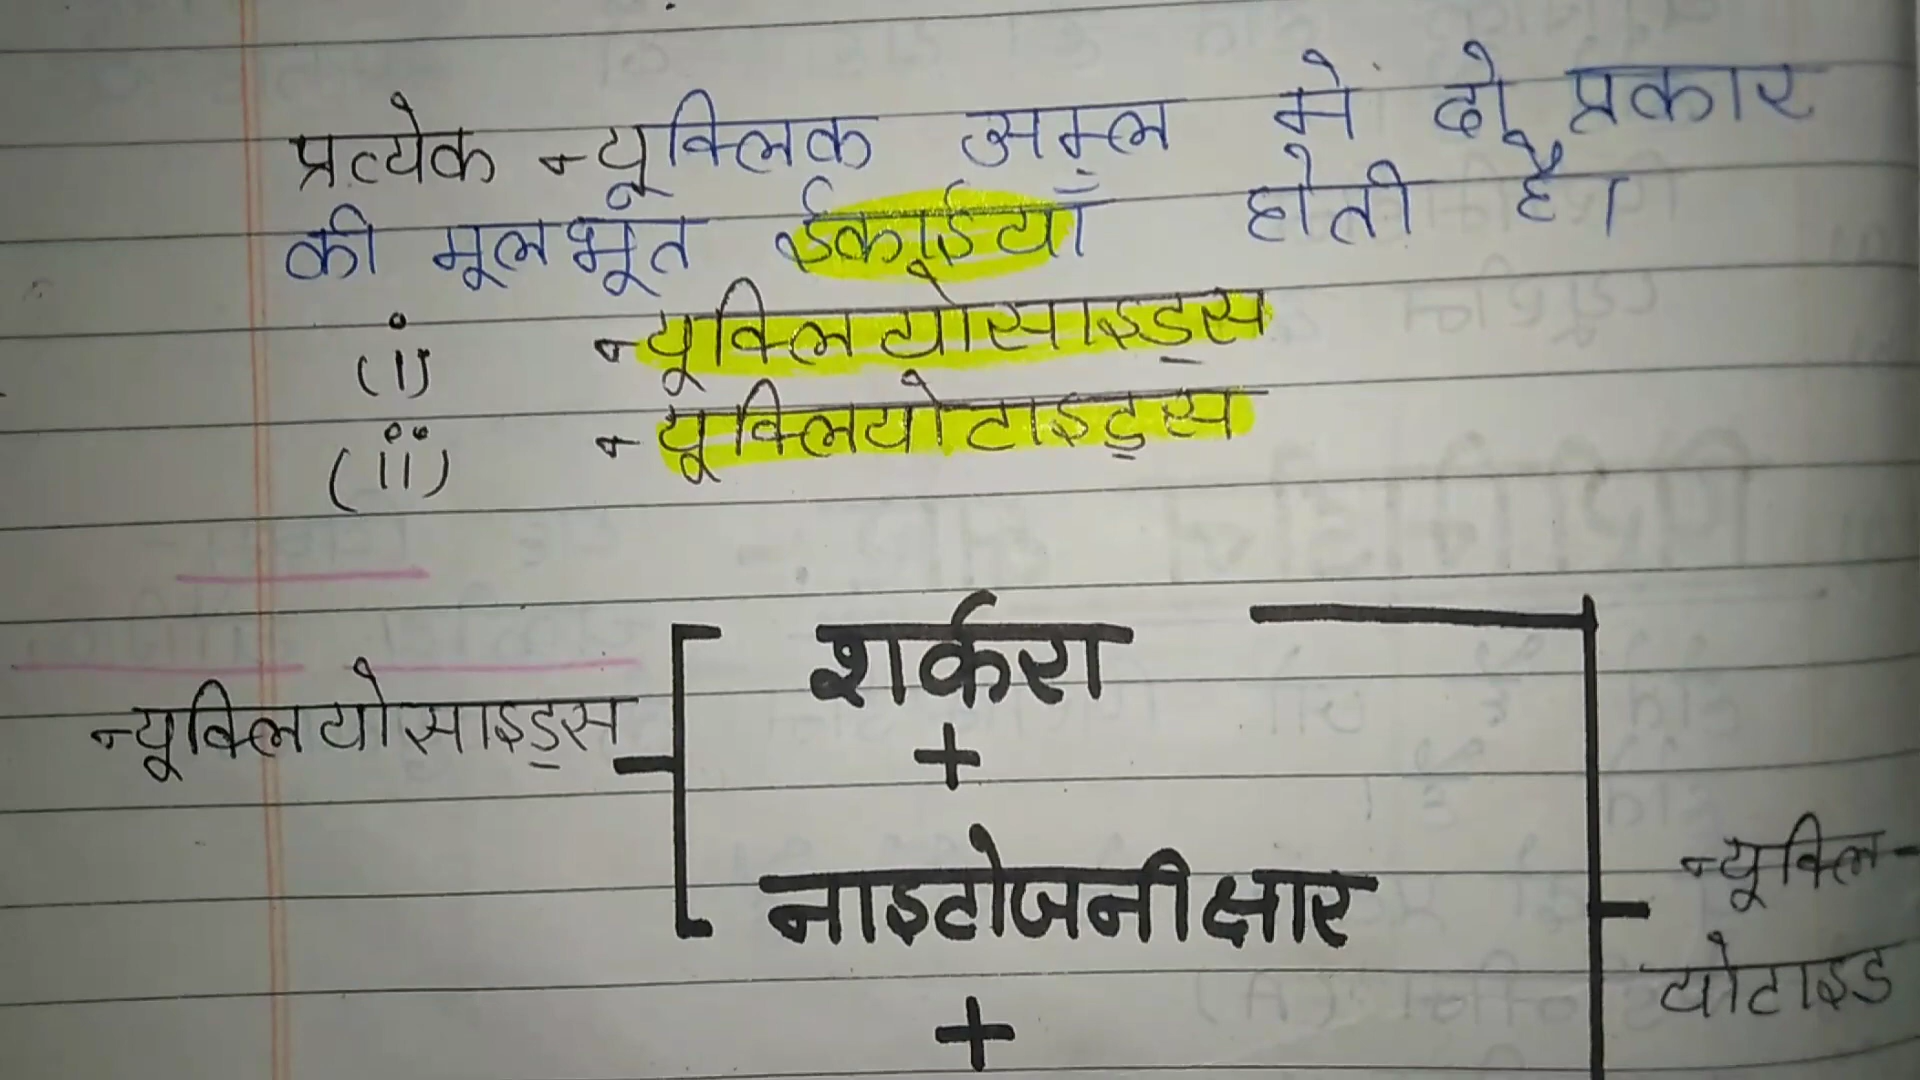 प्रत्येक न्यूक्लिक अम्ल मे दो प्रकार
की मूलभूत ईकाईयाँ होती है।
(i) न्यूक्लियोसाइड्स
(ii) न्यूक्लियोटाइड्स
शर्करा
न्यूक्लियोसाइड्स
+
नाइटोजनीक्षार
न्यूक्लि-
योटाइड
+